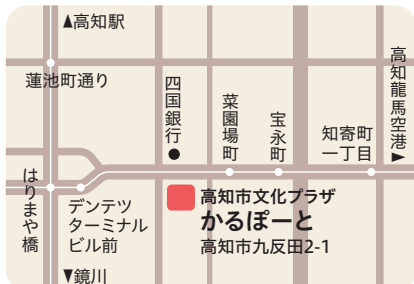 ▲高知駅
蓮池町通り
四国銀行●
菜園場町
宝永町
知寄町
一丁目
高知龍馬空港▶
はりまや橋
デンテツ
ターミナル
ビル前
高知市文化プラザ
かるぽーと
高知市九反田2-1
▼鏡川